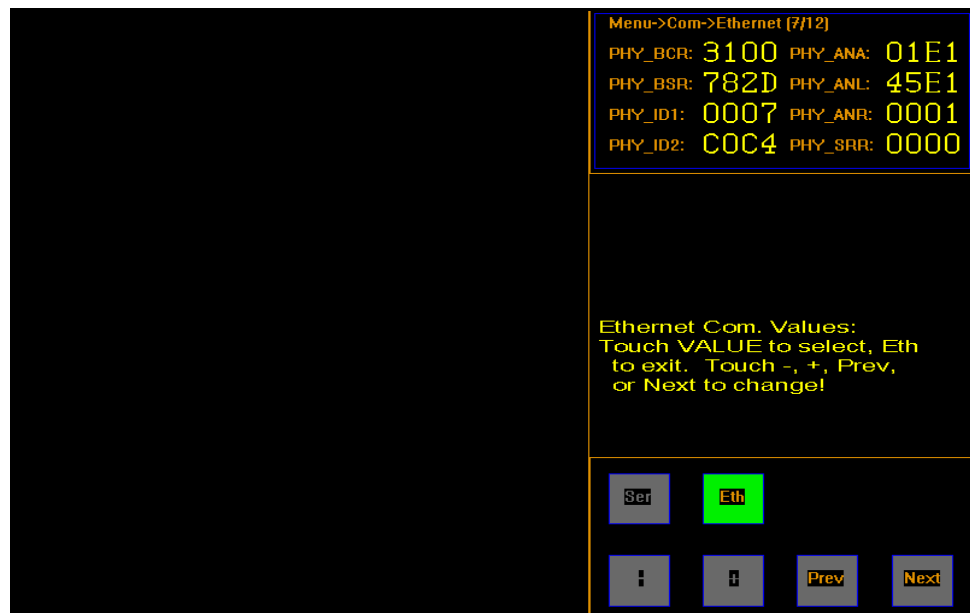 Menu->Com->Ethernet (7/12)
PHY_BCR: 3100 PHY_ANA: 01E1
PHY_BSR: 782D PHY_ANL: 45E1
PHY_ID1: 0007 PHY_ANR: 0001
PHY_ID2: C0C4 PHY_SRR: 0000
Ethernet Com. Values:
Touch VALUE to select, Eth
to exit. Touch -, +, Prev,
or Next to change!
Ser Eth
- + Prev Next